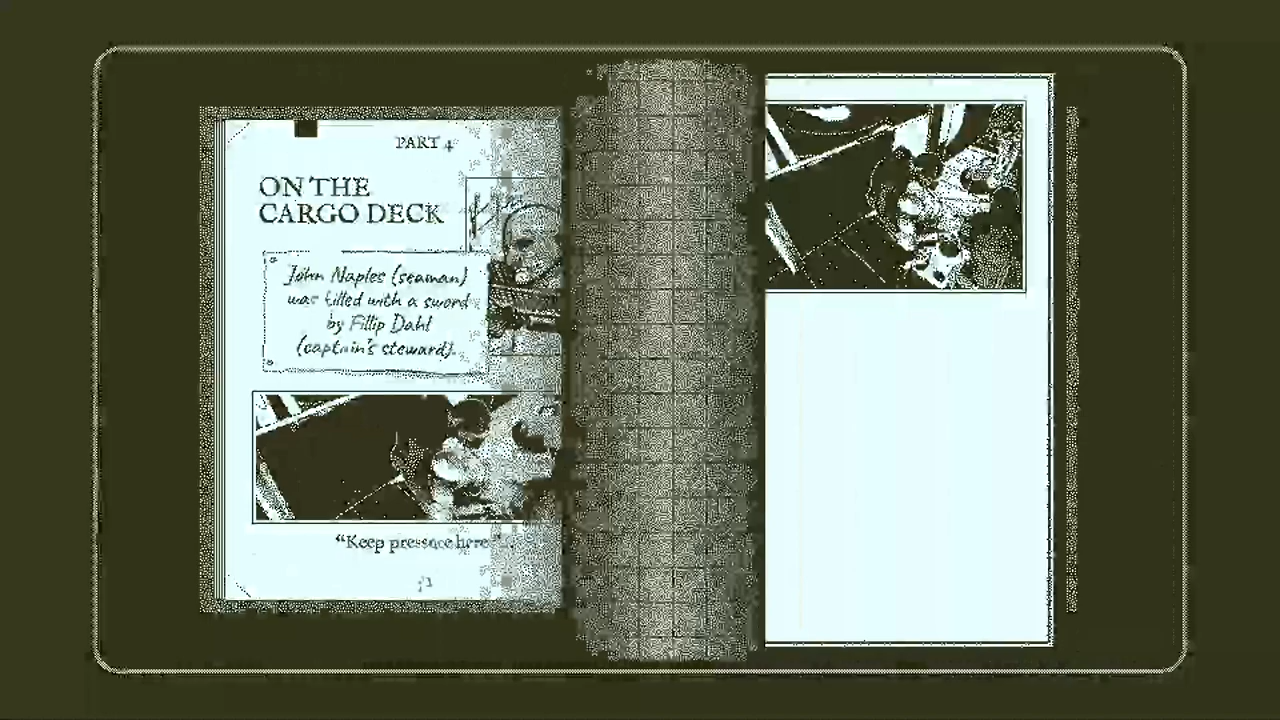 PART 4
ON THE
CARGO DECK
John Naples (seaman)
was killed with a sword
by Fillip Dahl
(captain's steward).
"Keep pressure here"